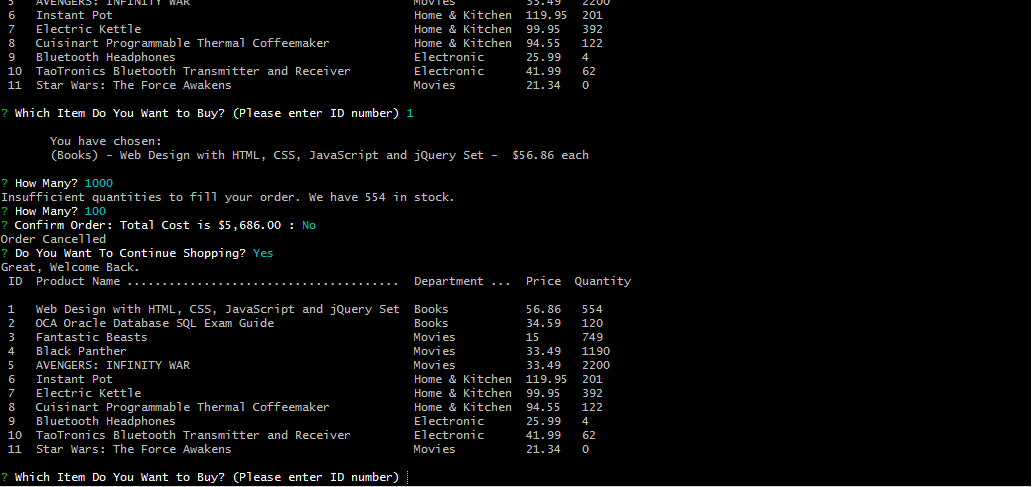 5 AVENGERS: INFINITY WAR Movies 33.49 2200
6 Instant Pot Home & Kitchen 119.95 201
7 Electric Kettle Home & Kitchen 99.95 392
8 Cuisinart Programmable Thermal Coffeemaker Home & Kitchen 94.55 122
9 Bluetooth Headphones Electronic 25.99 4
10 TaoTronics Bluetooth Transmitter and Receiver Electronic 41.99 62
11 Star Wars: The Force Awakens Movies 21.34 0
? Which Item Do You Want to Buy? (Please enter ID number) 1
You have chosen:
(Books) - Web Design with HTML, CSS, JavaScript and jQuery Set - $56.86 each
? How Many? 1000
Insufficient quantities to fill your order. We have 554 in stock.
? How Many? 100
? Confirm Order: Total Cost is $5,686.00 : No
Order Cancelled
? Do You Want To Continue Shopping? Yes
Great, Welcome Back.
ID Product Name ....................................... Department ... Price Quantity
1 Web Design with HTML, CSS, JavaScript and jQuery Set Books 56.86 554
2 OCA Oracle Database SQL Exam Guide Books 34.59 120
3 Fantastic Beasts Movies 15 749
4 Black Panther Movies 33.49 1190
5 AVENGERS: INFINITY WAR Movies 33.49 2200
6 Instant Pot Home & Kitchen 119.95 201
7 Electric Kettle Home & Kitchen 99.95 392
8 Cuisinart Programmable Thermal Coffeemaker Home & Kitchen 94.55 122
9 Bluetooth Headphones Electronic 25.99 4
10 TaoTronics Bluetooth Transmitter and Receiver Electronic 41.99 62
11 Star Wars: The Force Awakens Movies 21.34 0
? Which Item Do You Want to Buy? (Please enter ID number)